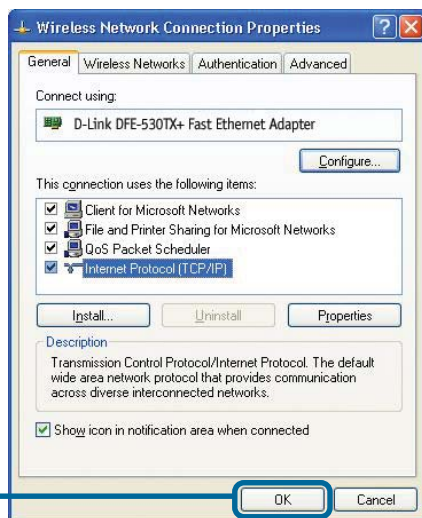 Wireless Network Connection Properties
General Wireless Networks Authentication Advanced
Connect using:
D-Link DFE-530TX+ Fast Ethernet Adapter
Configure...
This connection uses the following items:
Client for Microsoft Networks
File and Printer Sharing for Microsoft Networks
QoS Packet Scheduler
Internet Protocol (TCP/IP)
Install... Uninstall Properties
Description
Transmission Control Protocol/Internet Protocol. The default
wide area network protocol that provides communication
across diverse interconnected networks.
Show icon in notification area when connected
OK Cancel